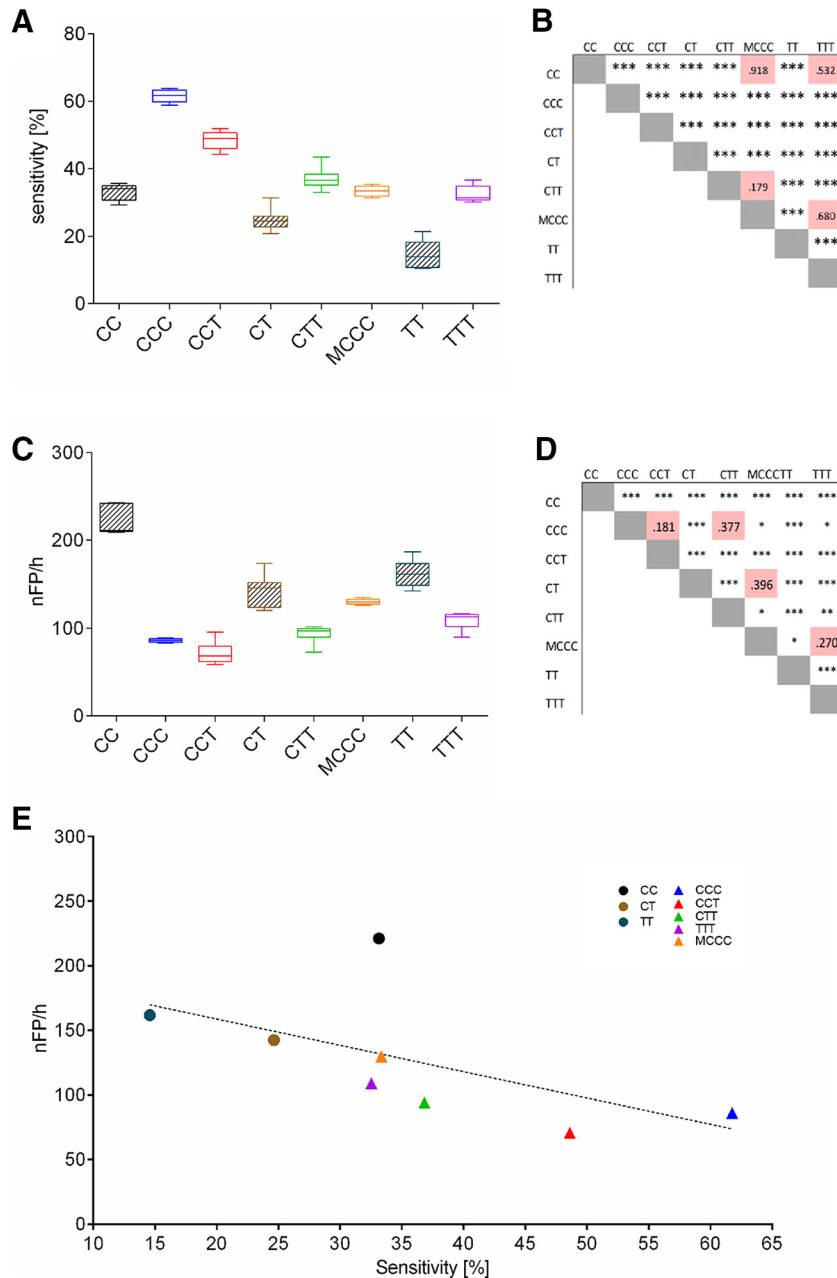 A
sensitivity [%]
80
60
40
20
0
CC CCC CCT CT CTT MCCC TT TTT
B
CC CCC CCT CT CTT MCCC TT TTT
CC *** *** *** *** .918 *** .532
CCC *** *** *** *** *** ***
CCT *** *** *** *** ***
CT *** *** *** ***
CTT .179 *** ***
MCCC *** .680
TT ***
TTT
C
nFP/h
300
200
100
0
CC CCC CCT CT CTT MCCC TT TTT
D
CC CCC CCT CT CTT MCCCTT TTT
CC *** *** *** *** *** *** ***
CCC .181 *** .377 * *** *
CCT *** *** *** *** ***
CT *** .396 *** ***
CTT * *** **
MCCC * .270
TT ***
TTT
E
nFP/h
300
250
200
150
100
50
0
10 15 20 25 30 35 40 45 50 55 60 65
Sensitivity [%]
CC
CT
TT
CCC
CCT
CTT
TTT
MCCC